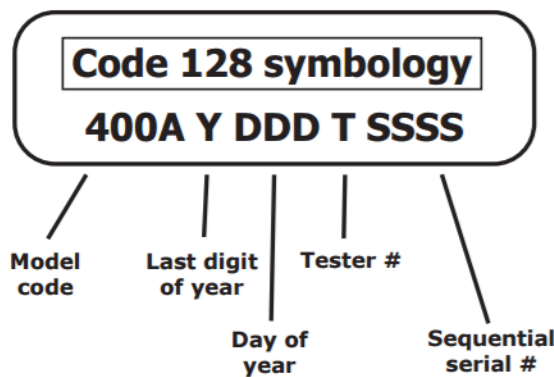 Code 128 symbology
400A Y DDD T SSSS
Model
code
Last digit
of year
Tester #
Day of
year
Sequential
serial #